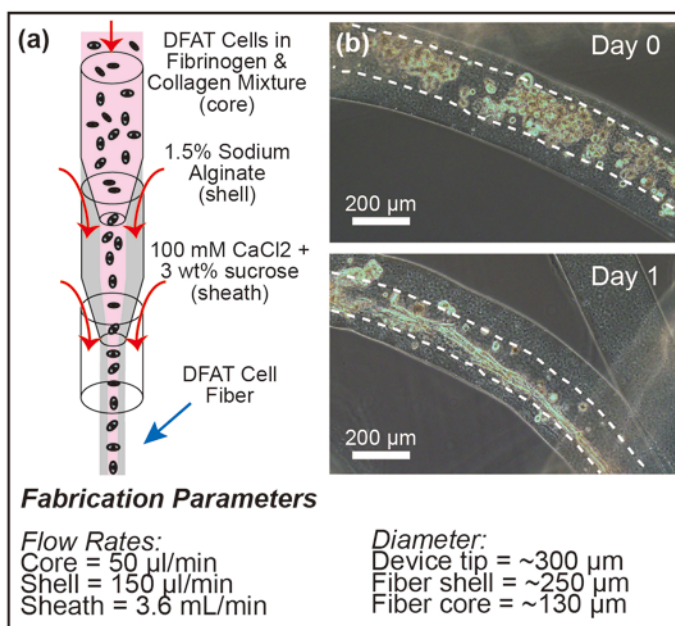 (a)
DFAT Cells in
Fibrinogen &
Collagen Mixture
(core)
1.5% Sodium
Alginate
(shell)
100 mM CaCl2 +
3 wt% sucrose
(sheath)
DFAT Cell
Fiber
(b)
Day 0
200 µm
Day 1
200 µm
Fabrication Parameters
Flow Rates:
Core = 50 µl/min
Shell = 150 µl/min
Sheath = 3.6 mL/min
Diameter:
Device tip = ~300 µm
Fiber shell = ~250 µm
Fiber core = ~130 µm